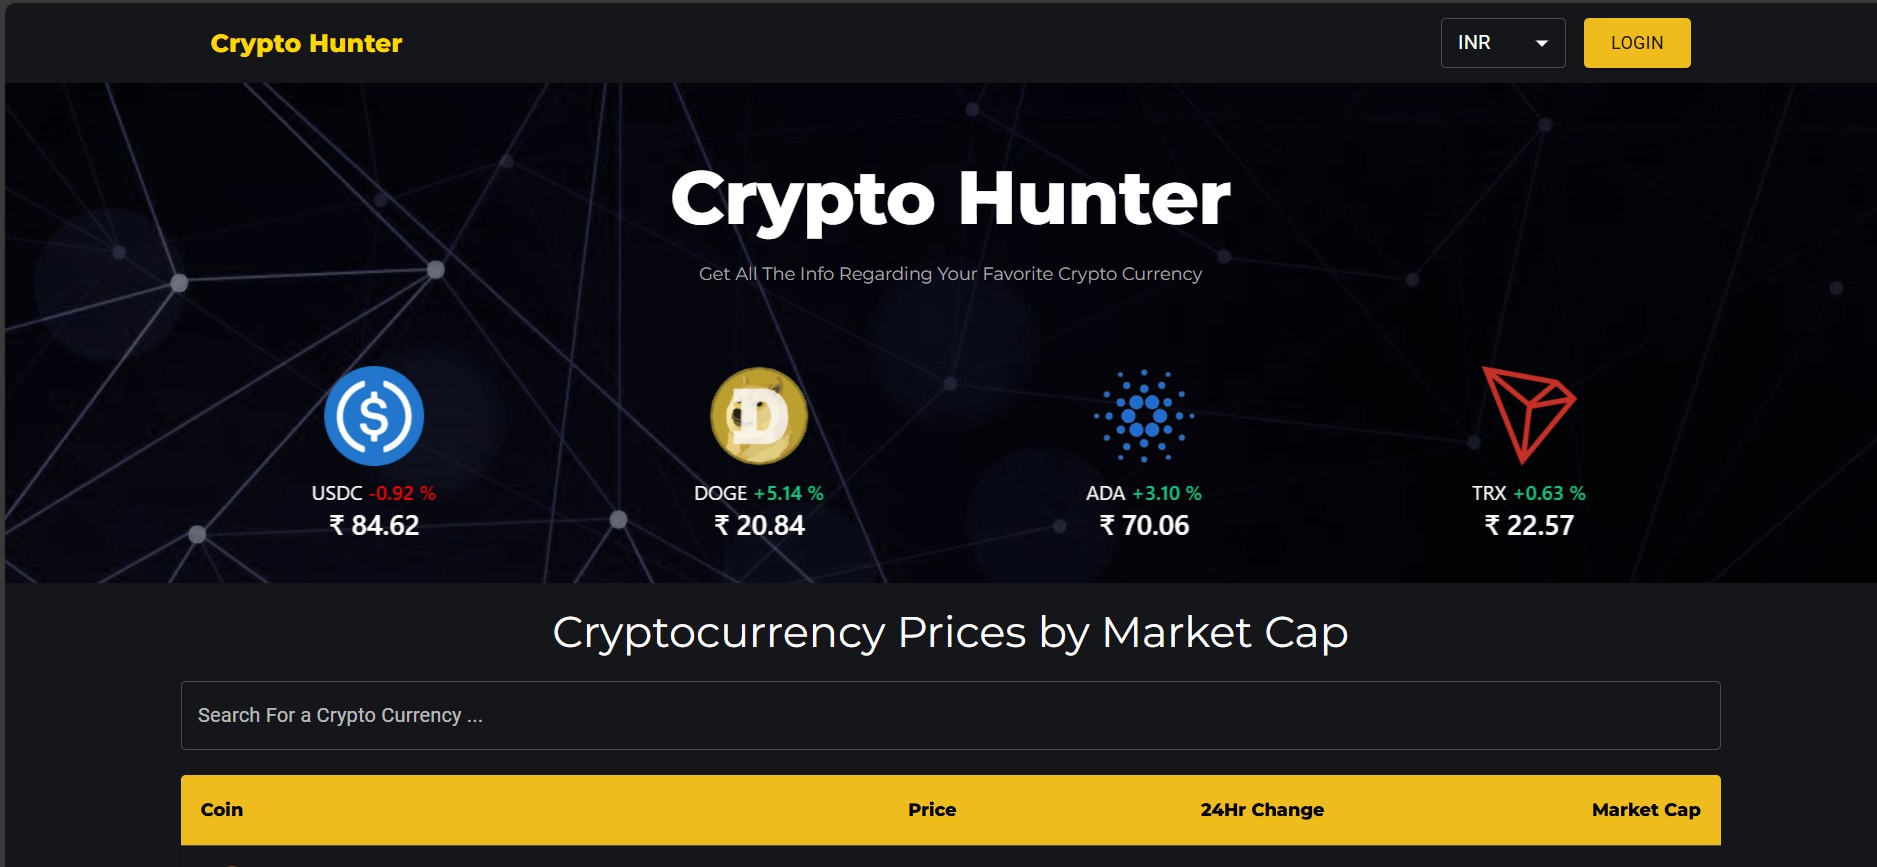 Crypto Hunter
INR
LOGIN
Crypto Hunter
Get All The Info Regarding Your Favorite Crypto Currency
USDC -0.92 %
₹ 84.62
DOGE +5.14 %
₹ 20.84
ADA +3.10 %
₹ 70.06
TRX +0.63 %
₹ 22.57
Cryptocurrency Prices by Market Cap
Search For a Crypto Currency ...
Coin Price 24Hr Change Market Cap